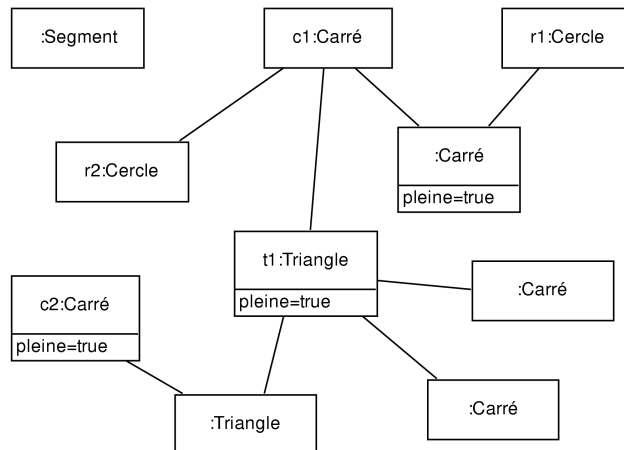 :Segment
c1:Carré
r1:Cercle
r2:Cercle
:Carré
pleine=true
t1:Triangle
pleine=true
c2:Carré
pleine=true
:Carré
:Triangle
:Carré